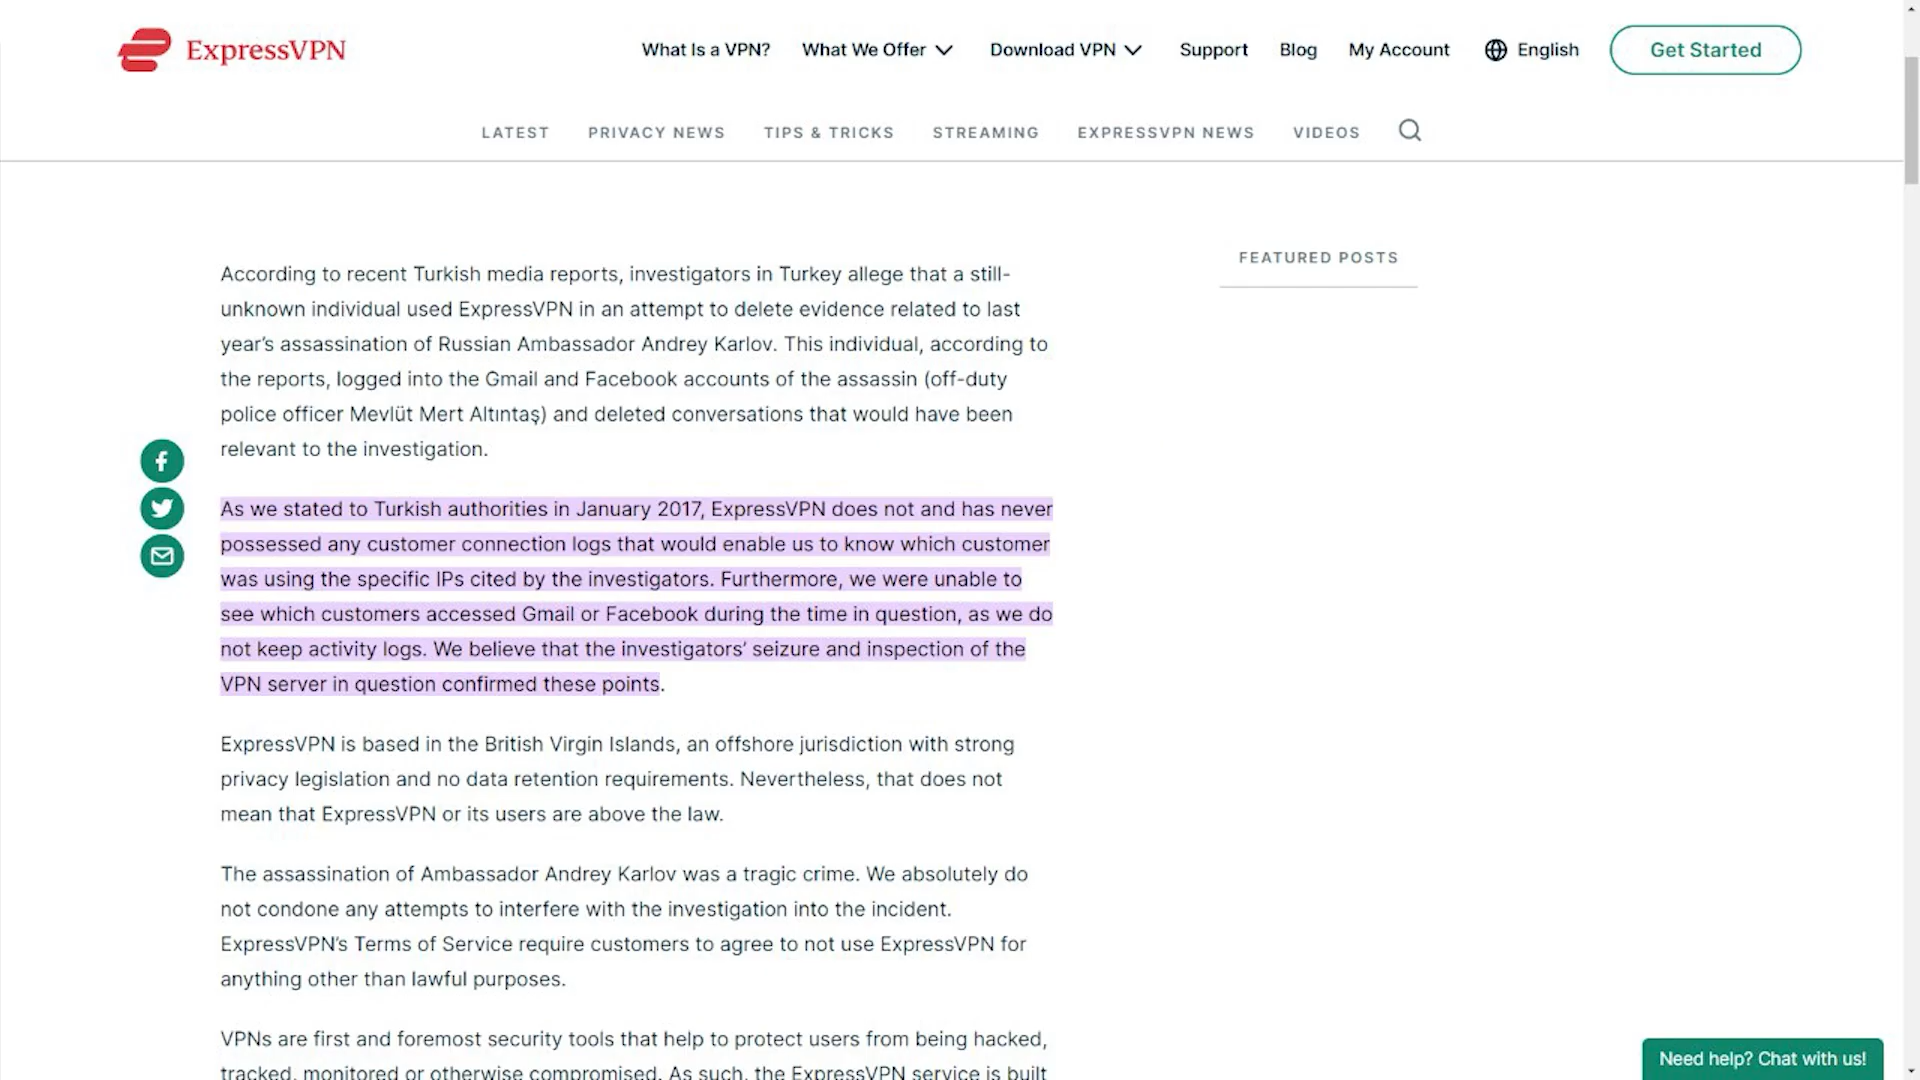 ExpressVPN
What Is a VPN?
What We Offer
Download VPN
Support
Blog
My Account
English
Get Started
LATEST
PRIVACY NEWS
TIPS & TRICKS
STREAMING
EXPRESSVPN NEWS
VIDEOS
According to recent Turkish media reports, investigators in Turkey allege that a still-
unknown individual used ExpressVPN in an attempt to delete evidence related to last
year's assassination of Russian Ambassador Andrey Karlov. This individual, according to
the reports, logged into the Gmail and Facebook accounts of the assassin (off-duty
police officer Mevlüt Mert Altıntaş) and deleted conversations that would have been
relevant to the investigation.
As we stated to Turkish authorities in January 2017, ExpressVPN does not and has never
possessed any customer connection logs that would enable us to know which customer
was using the specific IPs cited by the investigators. Furthermore, we were unable to
see which customers accessed Gmail or Facebook during the time in question, as we do
not keep activity logs. We believe that the investigators' seizure and inspection of the
VPN server in question confirmed these points.
ExpressVPN is based in the British Virgin Islands, an offshore jurisdiction with strong
privacy legislation and no data retention requirements. Nevertheless, that does not
mean that ExpressVPN or its users are above the law.
The assassination of Ambassador Andrey Karlov was a tragic crime. We absolutely do
not condone any attempts to interfere with the investigation into the incident.
ExpressVPN's Terms of Service require customers to agree to not use ExpressVPN for
anything other than lawful purposes.
VPNs are first and foremost security tools that help to protect users from being hacked,
tracked, monitored or otherwise compromised. As such, the ExpressVPN service is built
FEATURED POSTS
Need help? Chat with us!